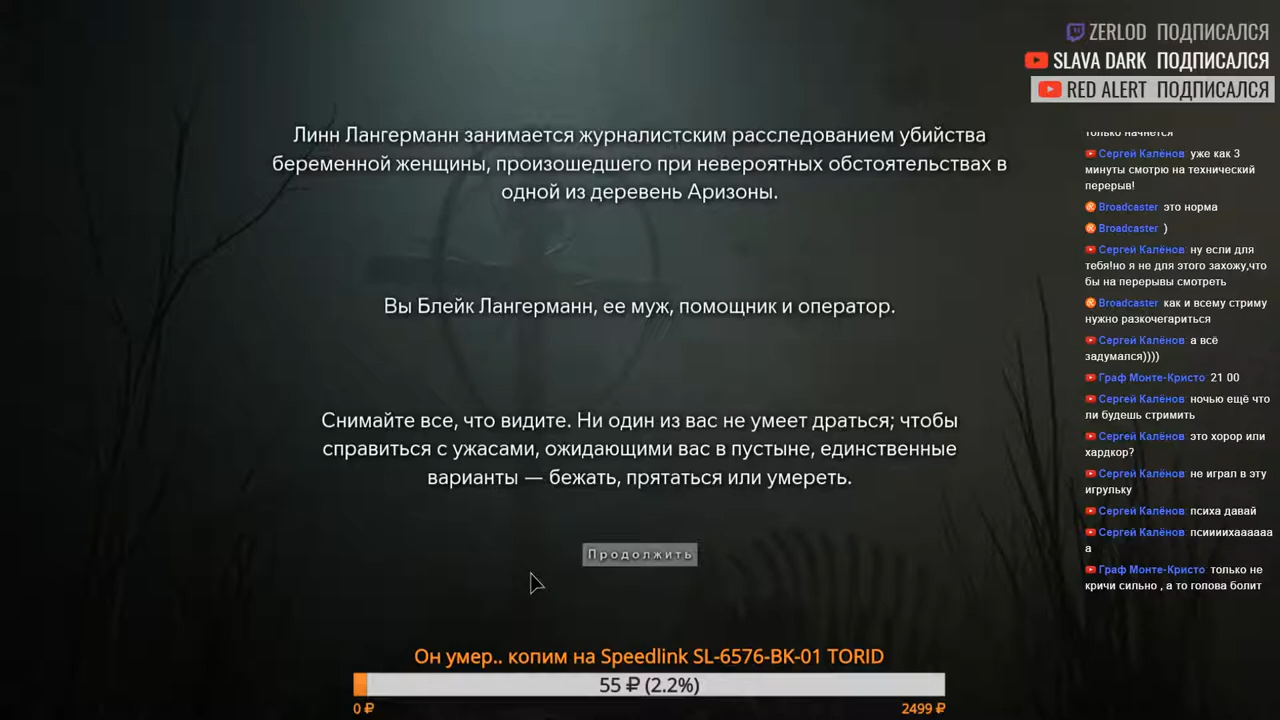 ZERLOD ПОДПИСАЛСЯ
SLAVA DARK ПОДПИСАЛСЯ
RED ALERT ПОДПИСАЛСЯ
Линн Лангерманн занимается журналистским расследованием убийства
беременной женщины, произошедшего при невероятных обстоятельствах в
одной из деревень Аризоны.
Вы Блейк Лангерманн, ее муж, помощник и оператор.
Снимайте все, что видите. Ни один из вас не умеет драться; чтобы
справиться с ужасами, ожидающими вас в пустыне, единственные
варианты — бежать, прятаться или умереть.
Продолжить
только начнется
Сергей Калёнов: уже как 3
минуты смотрю на технический
перерыв!
Broadcaster: это норма
Broadcaster: )
Сергей Калёнов: ну если для
тебя!но я не для этого захожу,что
бы на перерывы смотреть
Broadcaster: как и всему стриму
нужно разкочегариться
Сергей Калёнов: а всё
задумался))))
Граф Монте-Кристо: 21 00
Сергей Калёнов: ночью ещё что
ли будешь стримить
Сергей Калёнов: это хорор или
хардкор?
Сергей Калёнов: не играл в эту
игрульку
Сергей Калёнов: психа давай
Сергей Калёнов: псиииихаааааа
а
Граф Монте-Кристо: только не
кричи сильно , а то голова болит
Он умер.. копим на Speedlink SL-6576-BK-01 TORID
55 ₽ (2.2%)
0 ₽ 2499 ₽